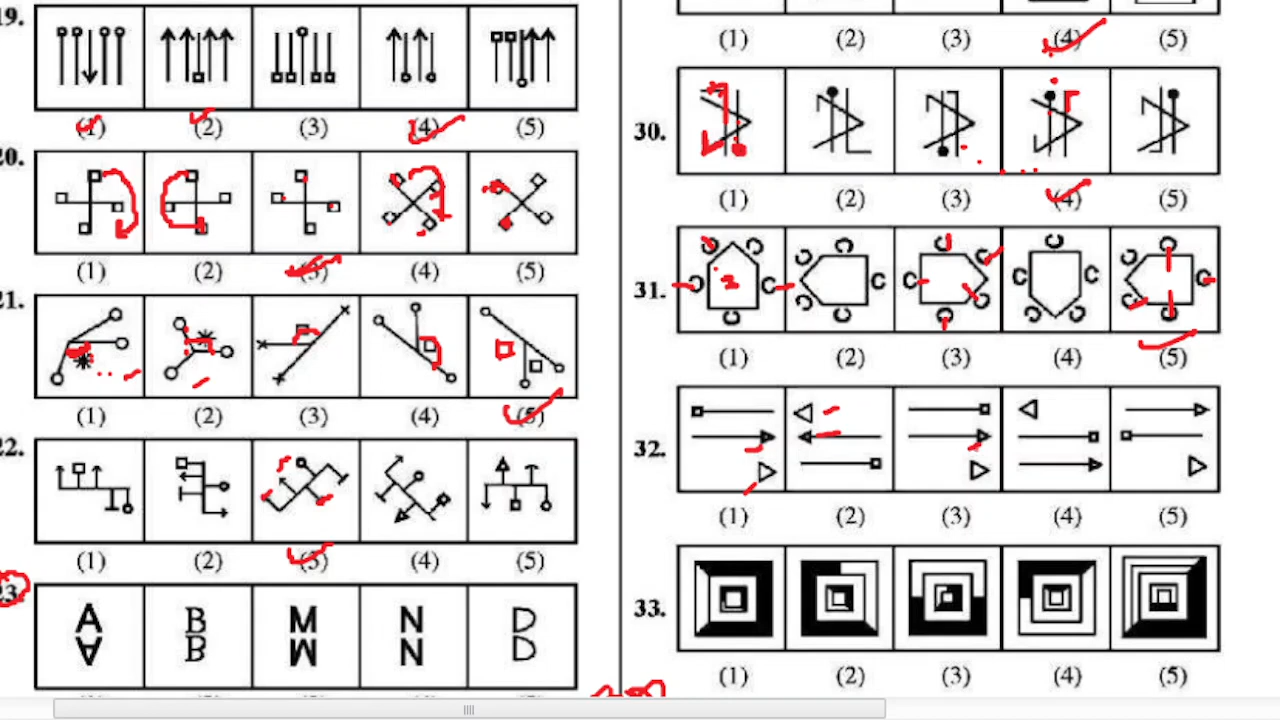 19.
(1) (2) (3) (4) (5)
20.
(1) (2) (3) (4) (5)
21.
(1) (2) (3) (4) (5)
22.
(1) (2) (3) (4) (5)
23.
A B M N D
B N D
(1) (2) (3) (4) (5)
30.
(1) (2) (3) (4) (5)
31.
C C C C C
(1) (2) (3) (4) (5)
32.
(1) (2) (3) (4) (5)
33.
(1) (2) (3) (4) (5)